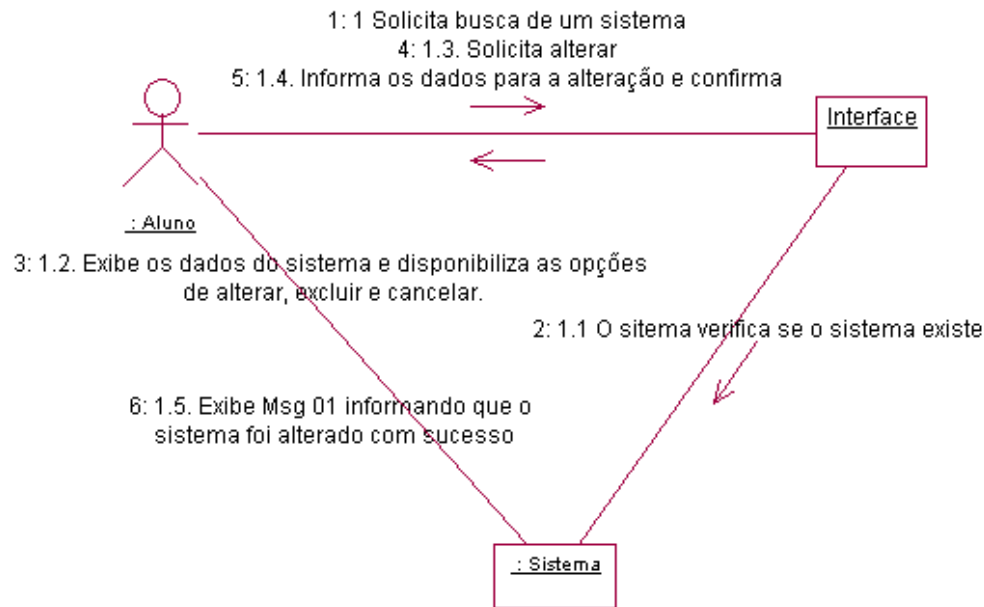 1: 1 Solicita busca de um sistema
4: 1.3. Solicita alterar
5: 1.4. Informa os dados para a alteração e confirma
Interface
: Aluno
3: 1.2. Exibe os dados do sistema e disponibiliza as opções
de alterar, excluir e cancelar.
2: 1.1 O sitema verifica se o sistema existe
6: 1.5. Exibe Msg 01 informando que o
sistema foi alterado com sucesso
: Sistema